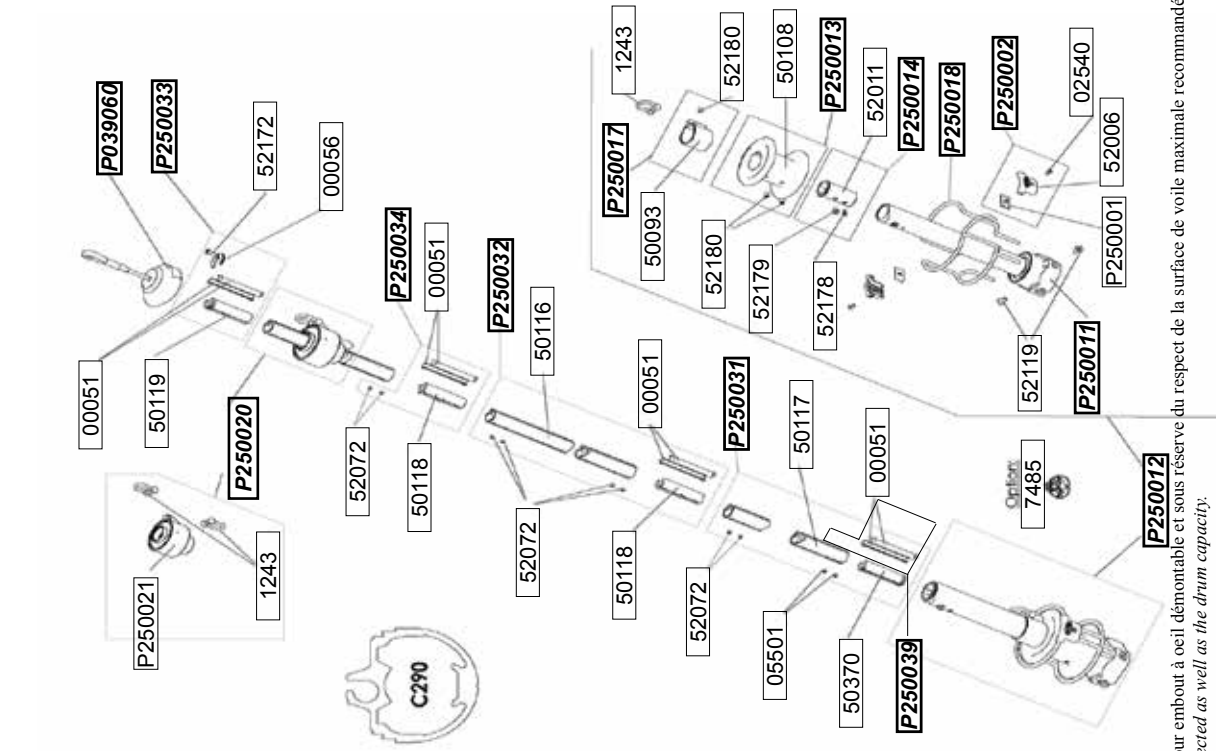 P039060
P250033
52172
00056
00051
50119
P250020
P250034
00051
52072
50118
P250032
50116
52072
00051
50118
P250031
50117
52072
00051
05501
50370
P250039
P250021
1243
C290
1243
52180
50108
P250013
52011
P250014
P250018
P250002
02540
52006
P250017
50093
52180
52179
52178
P250001
52119
P250011
Option:
7485
P250012
embout à oeil démontable et sous réserve du respect de la surface de voile maximale
as well as the drum capacity.